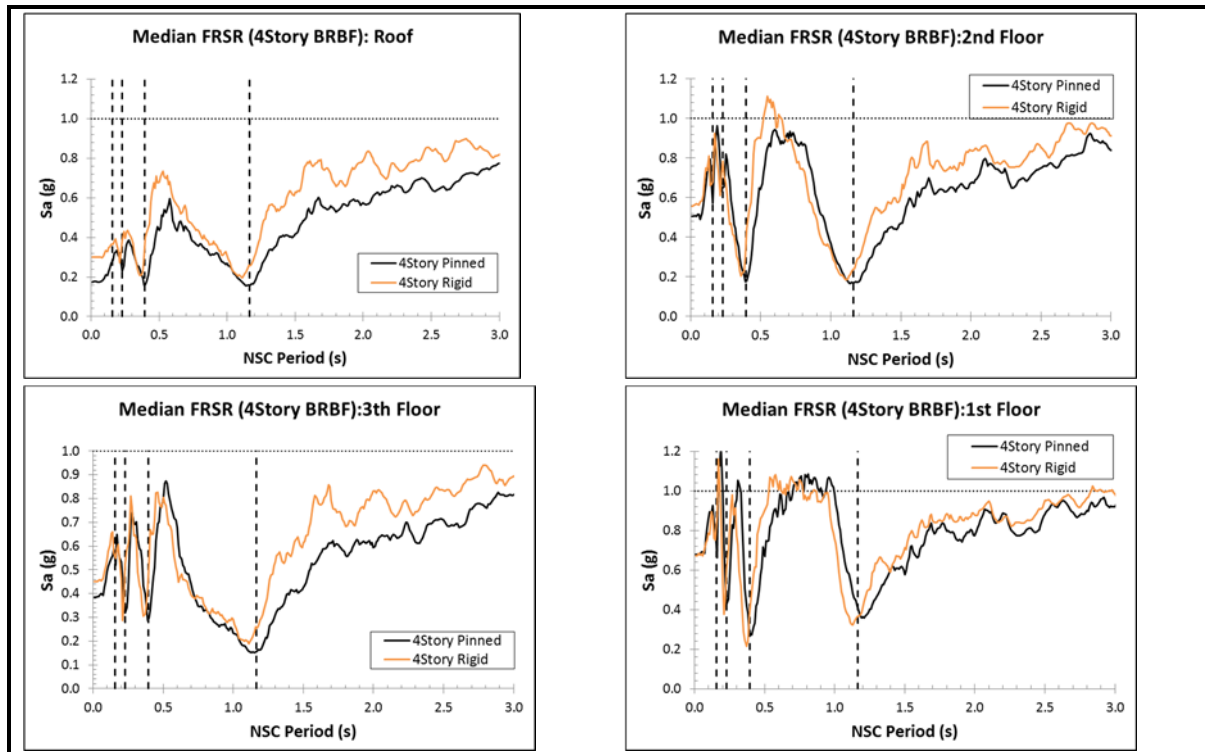 Median FRSR (4Story BRBF): Roof
1.2
1.0
0.8
0.6
0.4
0.2
0.0
Sa (g)
4Story Pinned
4Story Rigid
0.0 0.5 1.0 1.5 2.0 2.5 3.0
NSC Period (s)
Median FRSR (4Story BRBF):2nd Floor
1.2
1.0
0.8
0.6
0.4
0.2
0.0
Sa (g)
4Story Pinned
4Story Rigid
0.0 0.5 1.0 1.5 2.0 2.5 3.0
NSC Period (s)
Median FRSR (4Story BRBF):3th Floor
1.0
0.9
0.8
0.7
0.6
0.5
0.4
0.3
0.2
0.1
0.0
Sa (g)
4Story Pinned
4Story Rigid
0.0 0.5 1.0 1.5 2.0 2.5 3.0
NSC Period (s)
Median FRSR (4Story BRBF):1st Floor
1.2
1.0
0.8
0.6
0.4
0.2
0.0
Sa (g)
4Story Pinned
4Story Rigid
0.0 0.5 1.0 1.5 2.0 2.5 3.0
NSC Period (s)